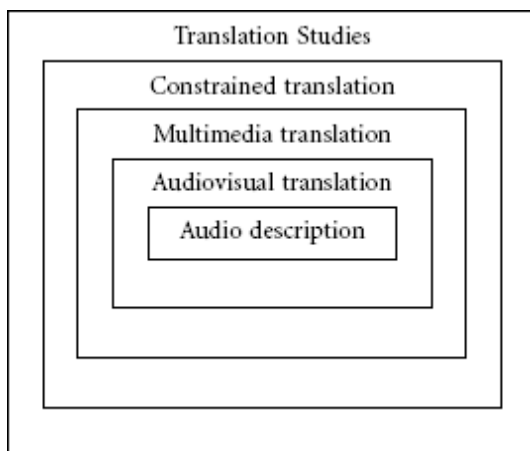 Translation Studies
Constrained translation
Multimedia translation
Audiovisual translation
Audio description